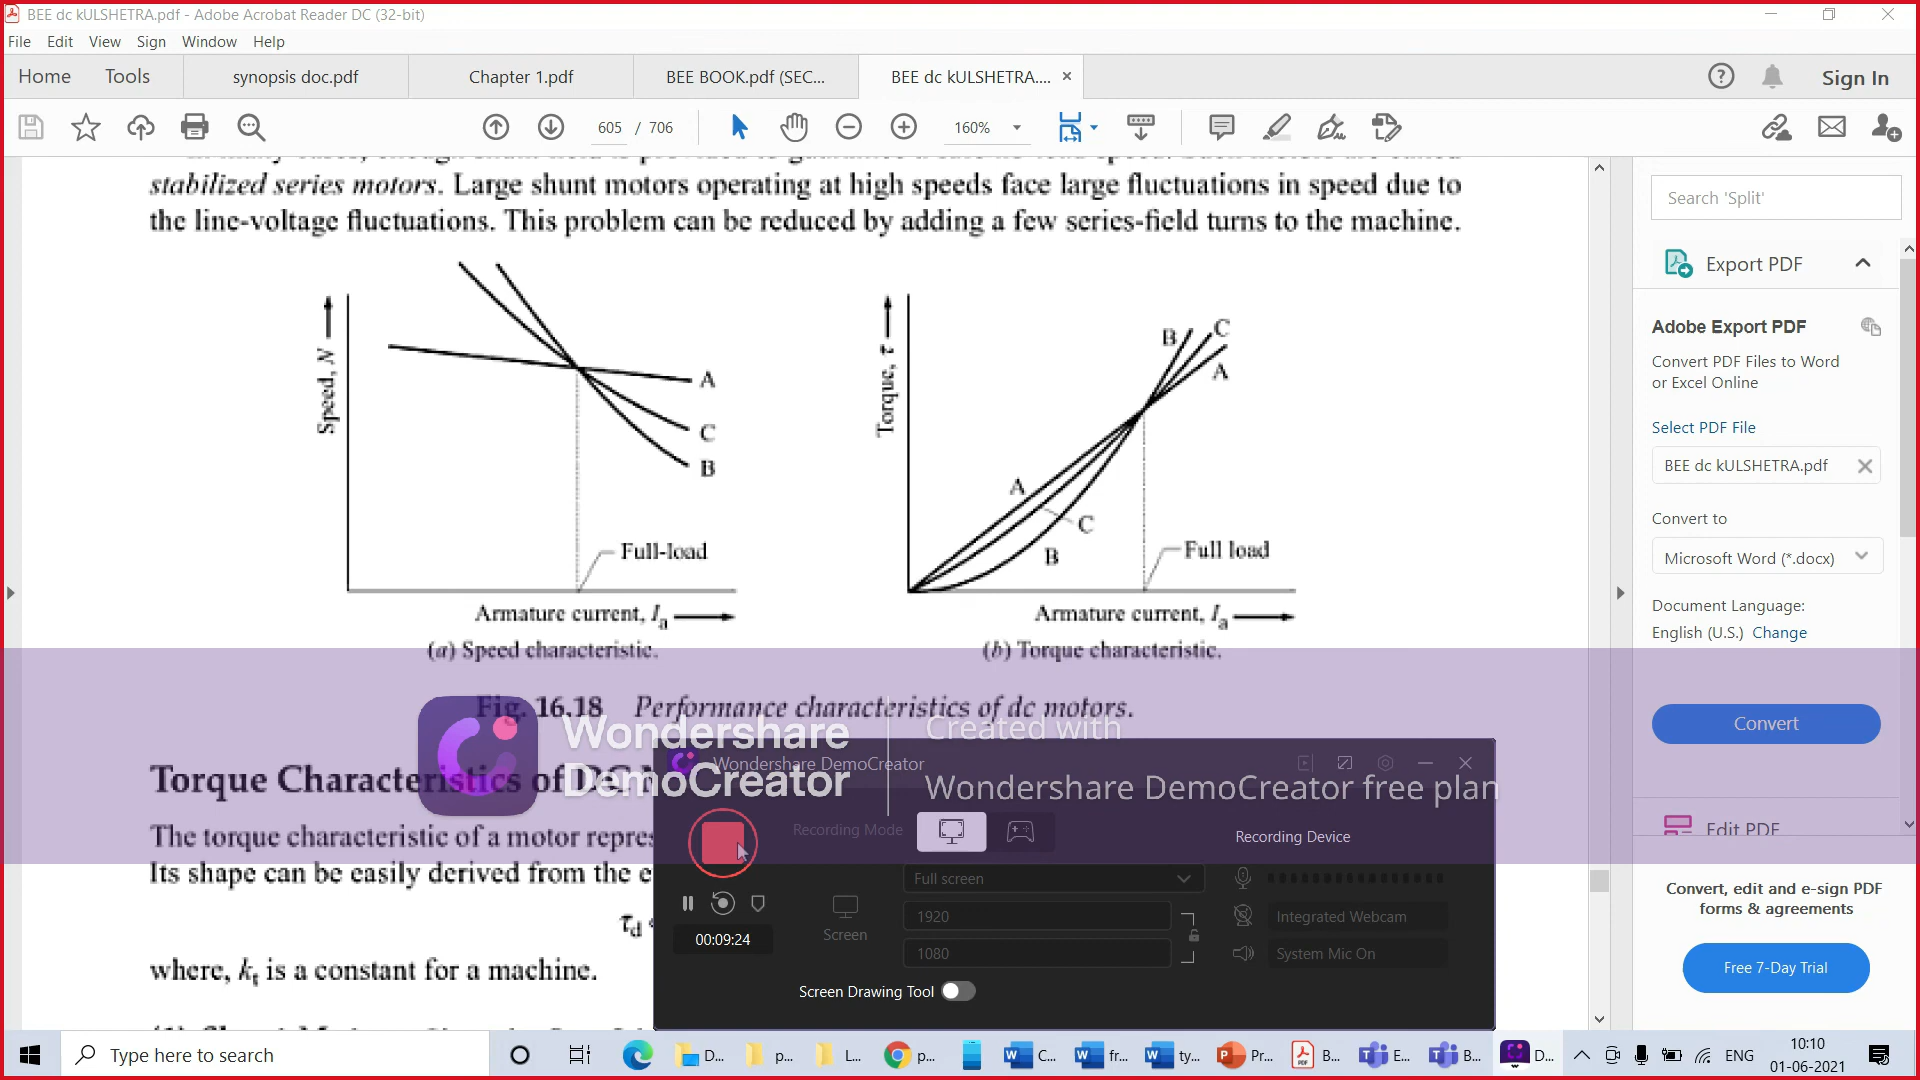 BEE dc kULSHETRA.pdf - Adobe Acrobat Reader DC (32-bit)
File Edit View Sign Window Help
Home Tools synopsis doc.pdf Chapter 1.pdf BEE BOOK.pdf (SEC... BEE dc kULSHETRA.... Sign In
605 / 706 160%
stabilized series motors. Large shunt motors operating at high speeds face large fluctuations in speed due to
the line-voltage fluctuations. This problem can be reduced by adding a few series-field turns to the machine.
Speed, N
A
C
B
Full-load
Armature current, Ia
(a) Speed characteristic.
Torque, τ
B C
A
A
C
B
Full load
Armature current, Ia
(b) Torque characteristic.
Fig. 16.18 Performance characteristics of dc motors.
Wondershare
DemoCreator
Created with
Wondershare DemoCreator free plan
Torque Characteristics of DC
The torque characteristic of a motor repres
Its shape can be easily derived from the e
τd
where, kt is a constant for a machine.
Wondershare DemoCreator
Recording Mode
Recording Device
Full screen
1920
1080
Screen
Integrated Webcam
System Mic On
00:09:24
Screen Drawing Tool
Search 'Split'
Export PDF
Adobe Export PDF
Convert PDF Files to Word
or Excel Online
Select PDF File
BEE dc kULSHETRA.pdf
Convert to
Microsoft Word (*.docx)
Document Language:
English (U.S.) Change
Convert
Edit PDF
Convert, edit and e-sign PDF
forms & agreements
Free 7-Day Trial
Type here to search
D... p... L... p... C... fr... ty... Pr... B... E... B... D...
ENG
10:10
01-06-2021